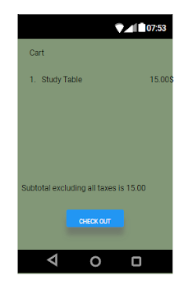 07:53
Cart
1. Study Table 15.00$
Subtotal excluding all taxes is 15.00
CHECK OUT